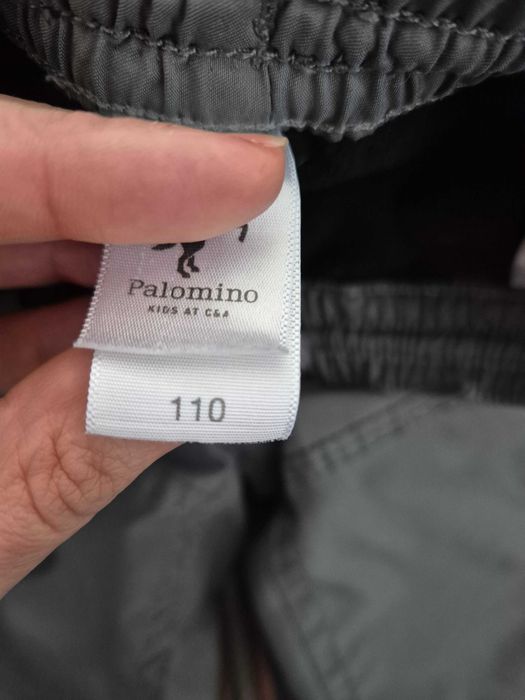 Palomino
KIDS AT C&A
110